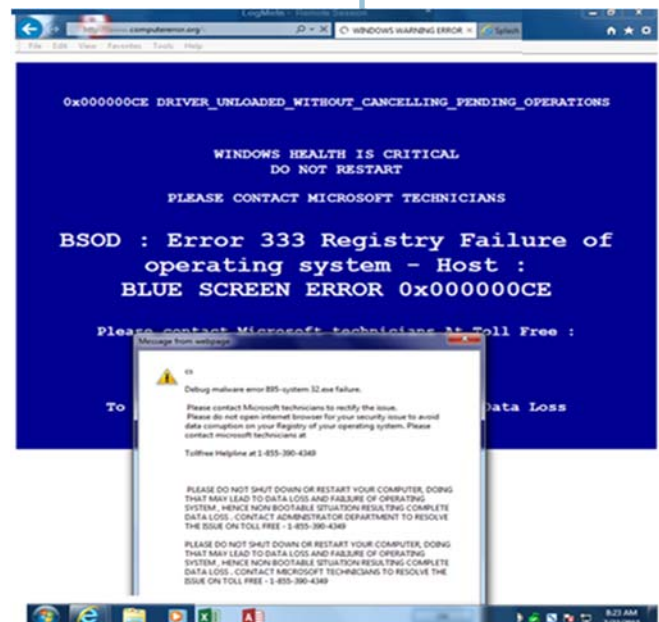 LogMeIn - Remote Session
computererror.org
WINDOWS WARNING ERROR
Splash
File Edit View Favorites Tools Help
0x000000CE DRIVER_UNLOADED_WITHOUT_CANCELLING_PENDING_OPERATIONS
WINDOWS HEALTH IS CRITICAL
DO NOT RESTART
PLEASE CONTACT MICROSOFT TECHNICIANS
BSOD : Error 333 Registry Failure of
operating system - Host :
BLUE SCREEN ERROR 0x000000CE
Please contact Microsoft technicians At Toll Free :
To
Data Loss
Message from webpage
Debug malware error 895-system 32.exe failure.
Please contact Microsoft technicians to rectify the issue.
Please do not open internet browser for your security issue to avoid
data corruption on your Registry of your operating system. Please
contact microsoft technicians at
Tollfree Helpline at 1-855-390-4349
PLEASE DO NOT SHUT DOWN OR RESTART YOUR COMPUTER, DOING
THAT MAY LEAD TO DATA LOSS AND FAILURE OF OPERATING
SYSTEM , HENCE NON BOOTABLE SITUATION RESULTING COMPLETE
DATA LOSS . CONTACT ADMINISTRATOR DEPARTMENT TO RESOLVE
THE ISSUE ON TOLL FREE - 1-855-390-4349
PLEASE DO NOT SHUT DOWN OR RESTART YOUR COMPUTER, DOING
THAT MAY LEAD TO DATA LOSS AND FAILURE OF OPERATING
SYSTEM , HENCE NON BOOTABLE SITUATION RESULTING COMPLETE
DATA LOSS . CONTACT MICROSOFT TECHNICIANS TO RESOLVE THE
ISSUE ON TOLL FREE - 1-855-390-4349
8:23 AM